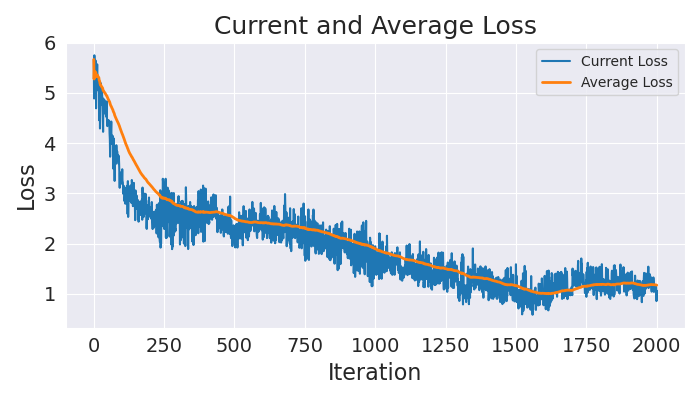 Current and Average Loss
Current Loss
Average Loss
Loss
6
5
4
3
2
1
0 250 500 750 1000 1250 1500 1750 2000
Iteration